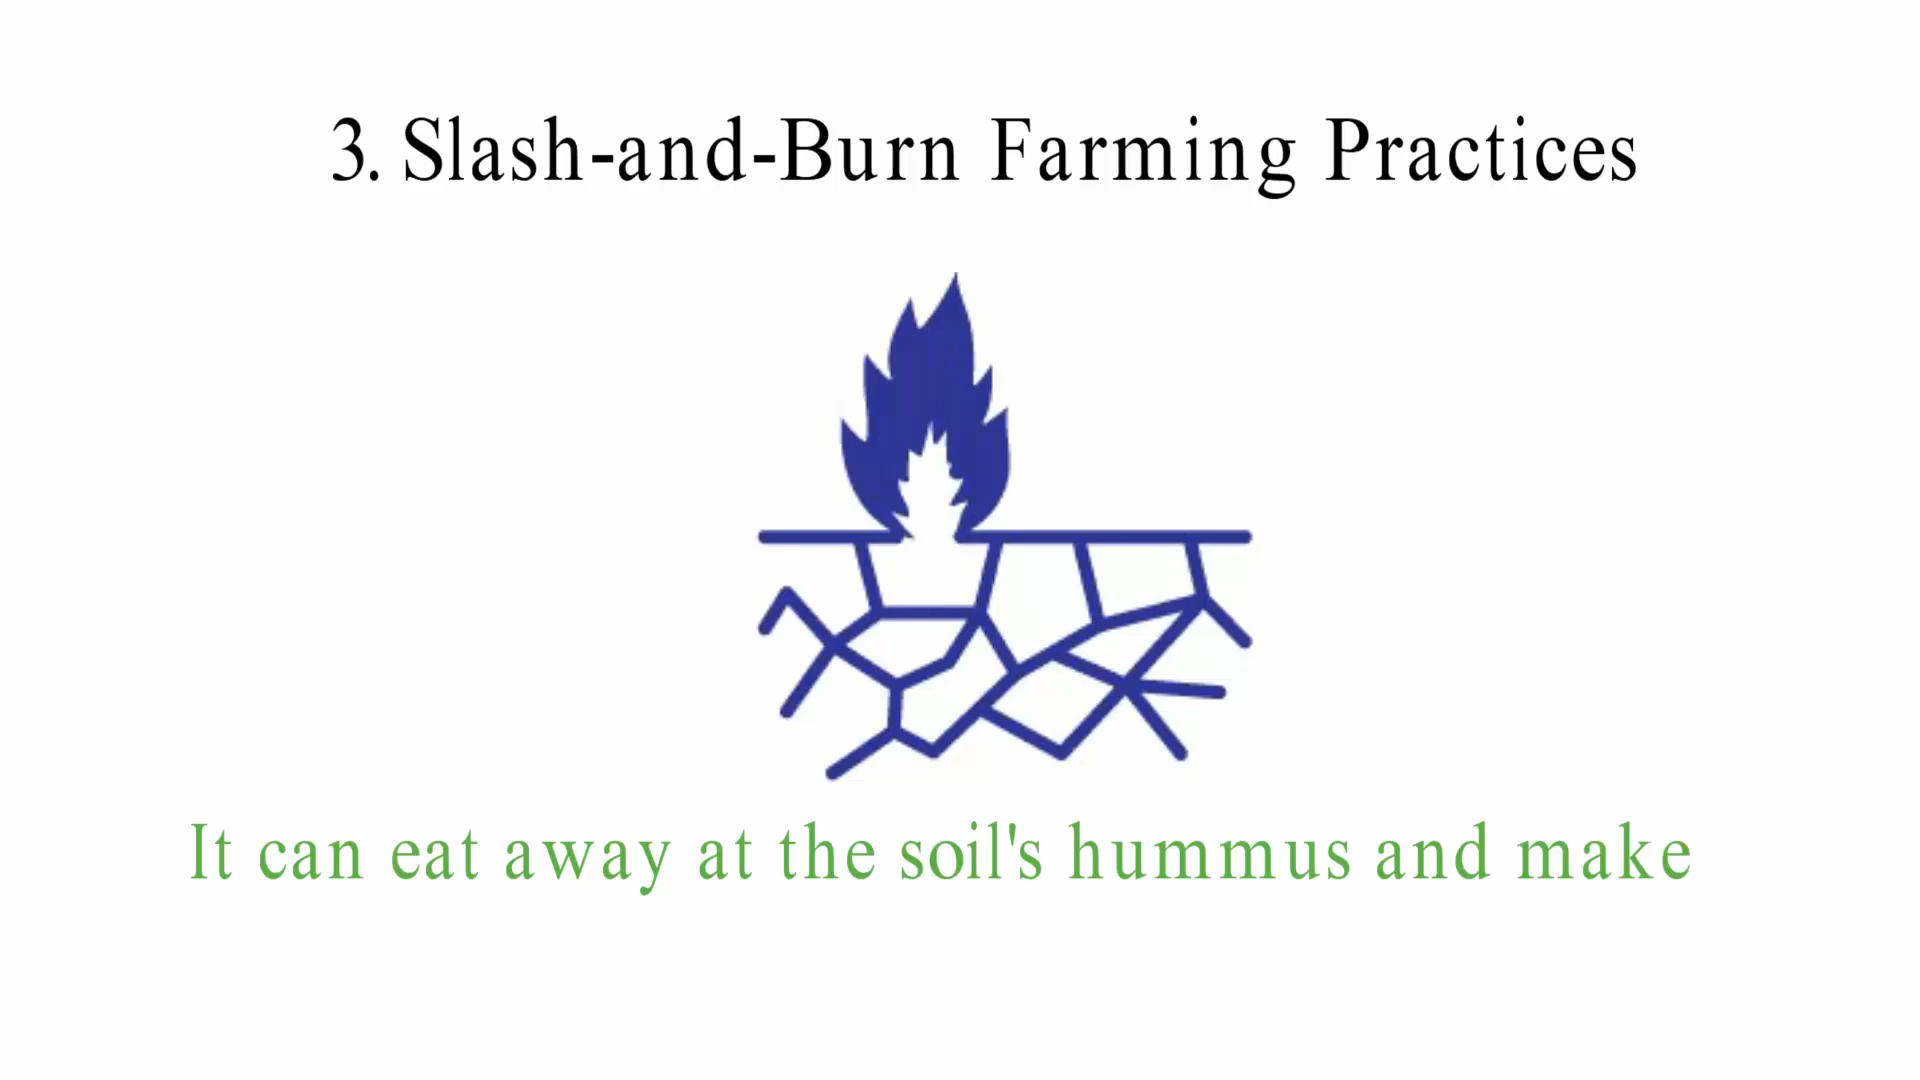 3. Slash-and-Burn Farming Practices
It can eat away at the soil's hummus and make